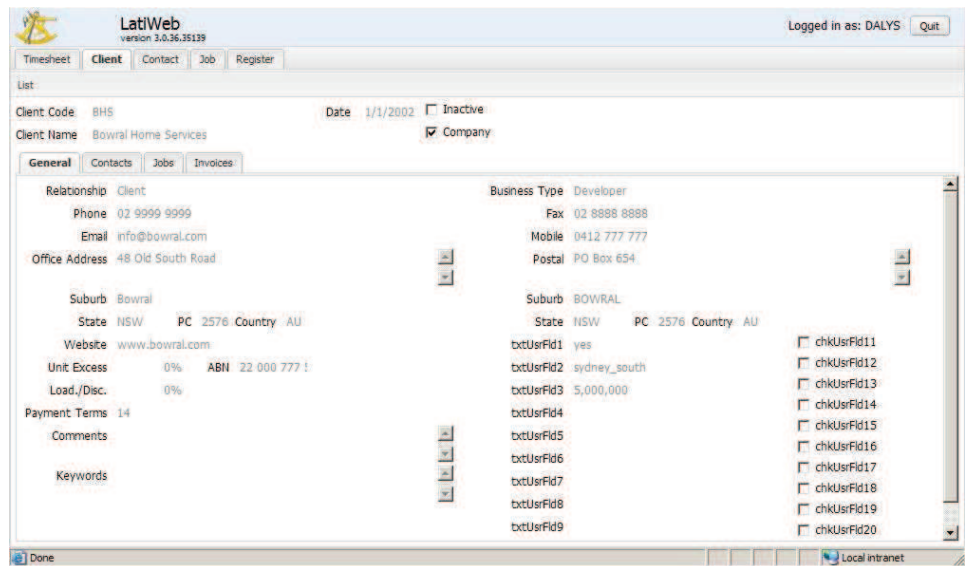 LatiWeb
version 3.0.36.35139
Logged in as: DALYS Quit
Timesheet Client Contact Job Register
List
Client Code BHS Date 1/1/2002 Inactive
Client Name Bowral Home Services Company
General Contacts Jobs Invoices
Relationship Client Business Type Developer
Phone 02 9999 9999 Fax 02 8888 8888
Email info@bowral.com Mobile 0412 777 777
Office Address 48 Old South Road Postal PO Box 654
Suburb Bowral Suburb BOWRAL
State NSW PC 2576 Country AU State NSW PC 2576 Country AU
Website www.bowral.com txtUsrFld1 yes chkUsrFld11
Unit Excess 0% ABN 22 000 777 ! txtUsrFld2 sydney_south chkUsrFld12
Load./Disc. 0% txtUsrFld3 5,000,000 chkUsrFld13
Payment Terms 14 txtUsrFld4 chkUsrFld14
Comments txtUsrFld5 chkUsrFld15
txtUsrFld6 chkUsrFld16
Keywords txtUsrFld7 chkUsrFld17
txtUsrFld8 chkUsrFld18
txtUsrFld9 chkUsrFld19
chkUsrFld20
Done Local intranet